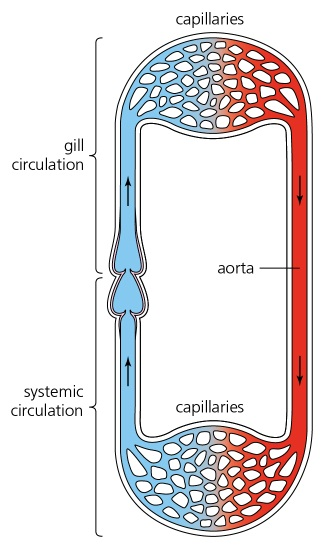 capillaries
gill
circulation
aorta
systemic
circulation
capillaries